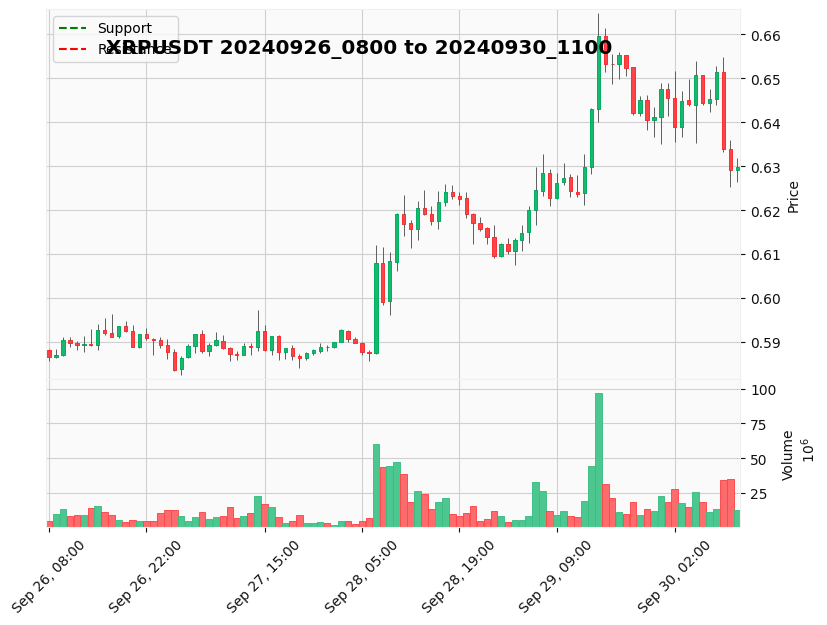 Support
Resistance
XRPUSDT 20240926_0800 to 20240930_1100
0.66
0.65
0.64
0.63
0.62
0.61
0.60
0.59
Price
100
75
50
25
Volume
10^6
Sep 26, 08:00
Sep 26, 22:00
Sep 27, 15:00
Sep 28, 05:00
Sep 28, 19:00
Sep 29, 09:00
Sep 30, 02:00